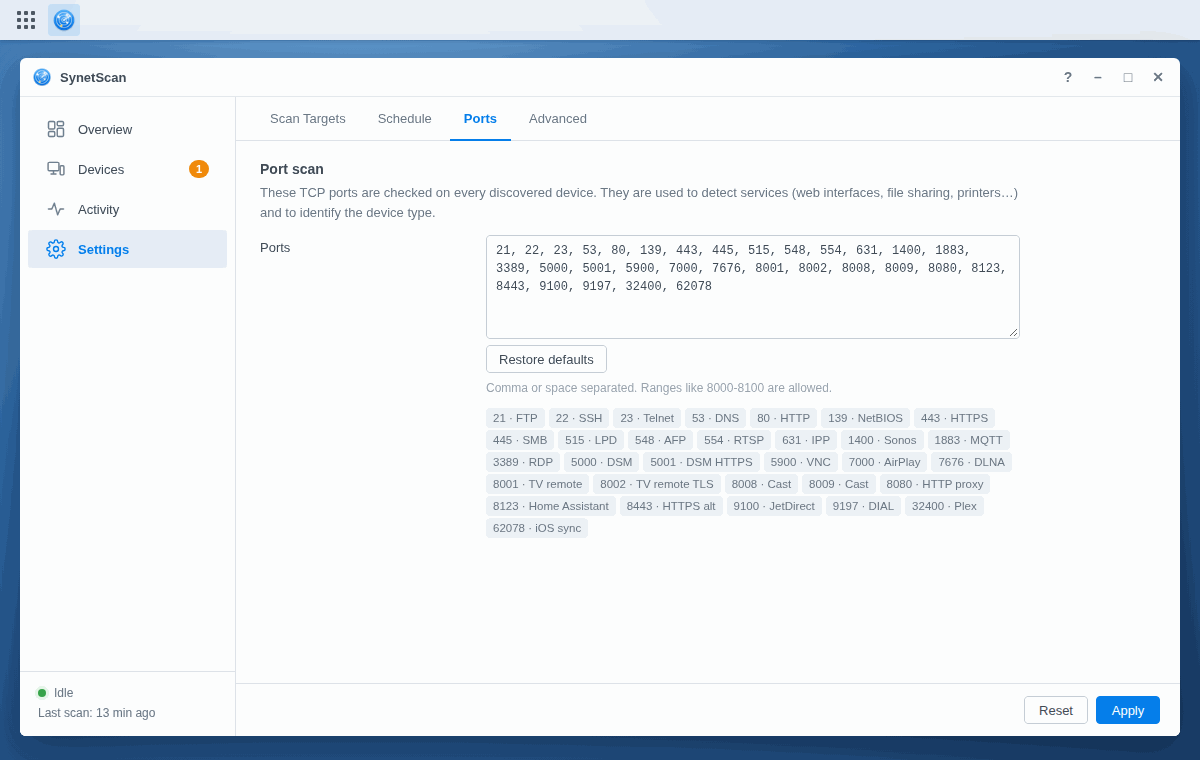 SynetScan
?
Overview
Devices 1
Activity
Settings
Idle
Last scan: 13 min ago
Scan Targets Schedule Ports Advanced
Port scan
These TCP ports are checked on every discovered device. They are used to detect services (web interfaces, file sharing, printers…)
and to identify the device type.
Ports
21, 22, 23, 53, 80, 139, 443, 445, 515, 548, 554, 631, 1400, 1883,
3389, 5000, 5001, 5900, 7000, 7676, 8001, 8002, 8008, 8009, 8080, 8123,
8443, 9100, 9197, 32400, 62078
Restore defaults
Comma or space separated. Ranges like 8000-8100 are allowed.
21 · FTP 22 · SSH 23 · Telnet 53 · DNS 80 · HTTP 139 · NetBIOS 443 · HTTPS
445 · SMB 515 · LPD 548 · AFP 554 · RTSP 631 · IPP 1400 · Sonos 1883 · MQTT
3389 · RDP 5000 · DSM 5001 · DSM HTTPS 5900 · VNC 7000 · AirPlay 7676 · DLNA
8001 · TV remote 8002 · TV remote TLS 8008 · Cast 8009 · Cast 8080 · HTTP proxy
8123 · Home Assistant 8443 · HTTPS alt 9100 · JetDirect 9197 · DIAL 32400 · Plex
62078 · iOS sync
Reset Apply